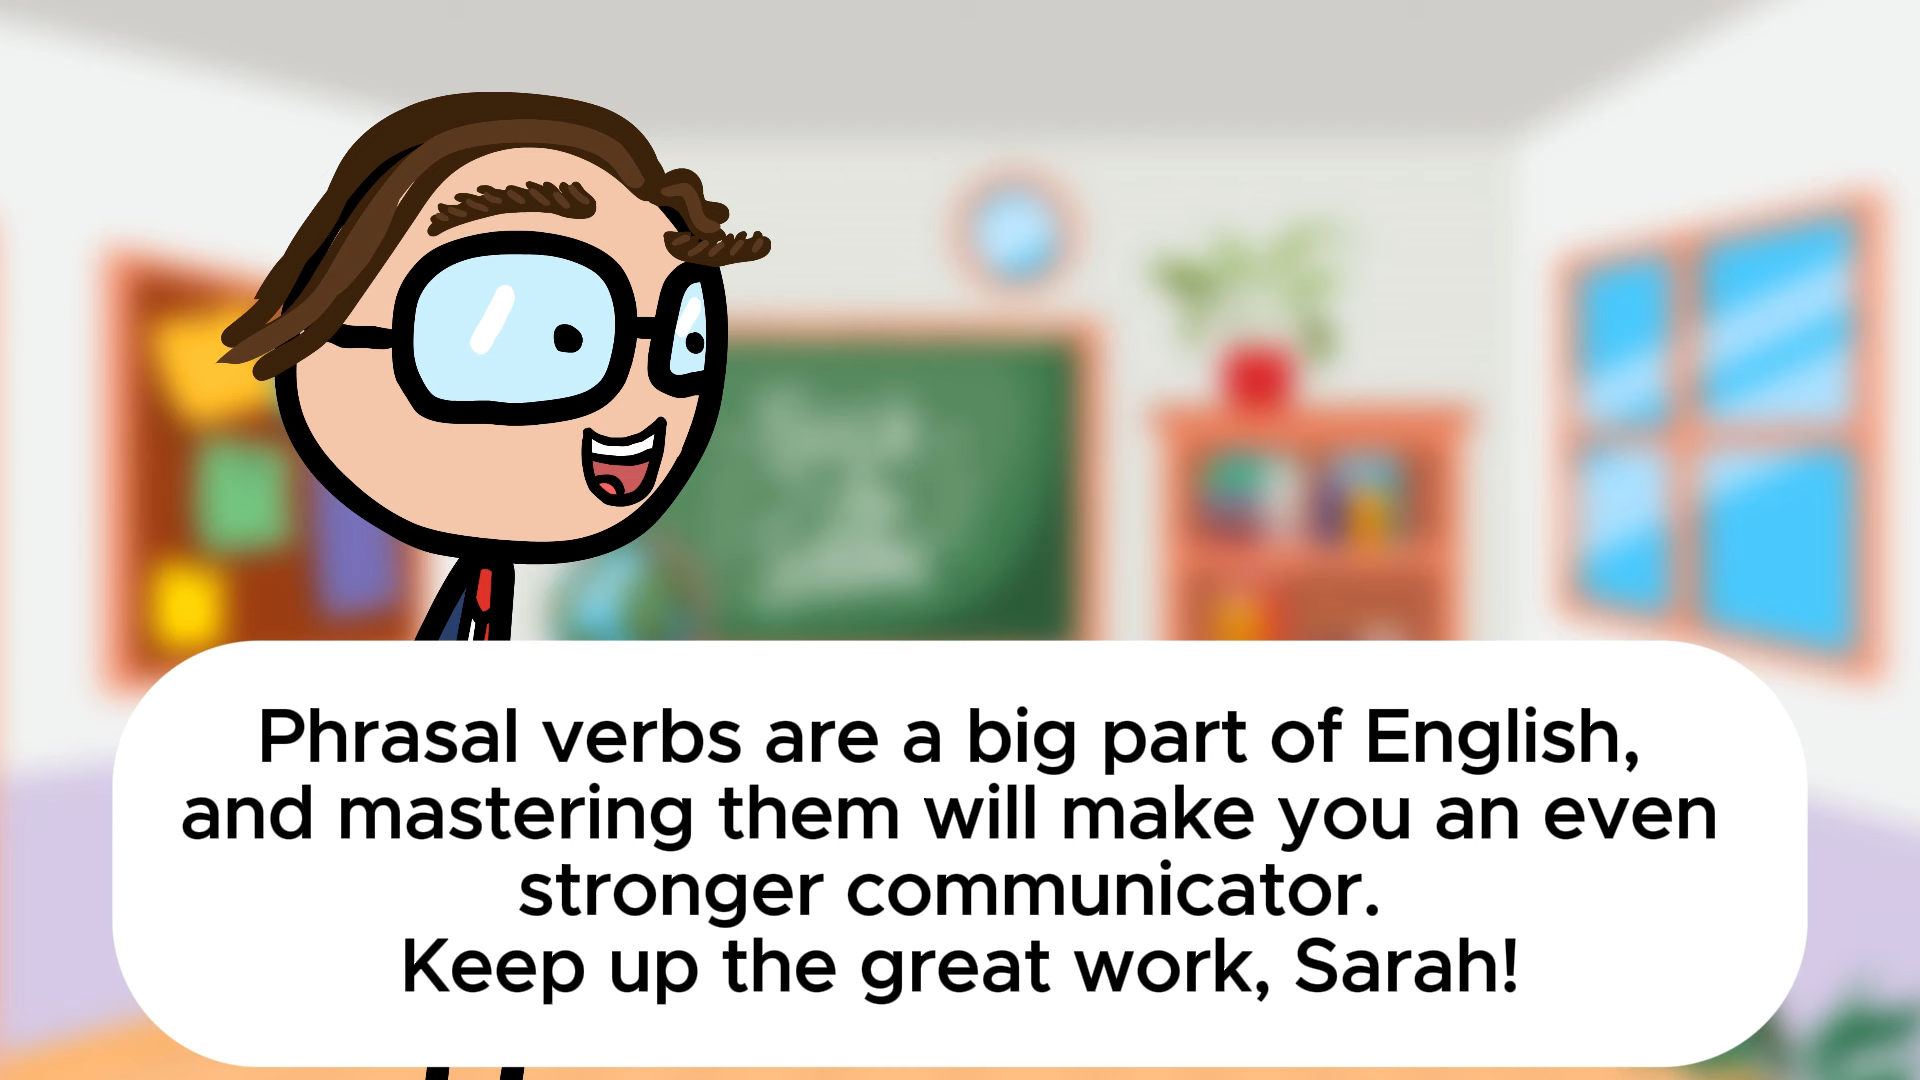 Phrasal verbs are a big part of English,
and mastering them will make you an even
stronger communicator.
Keep up the great work, Sarah!